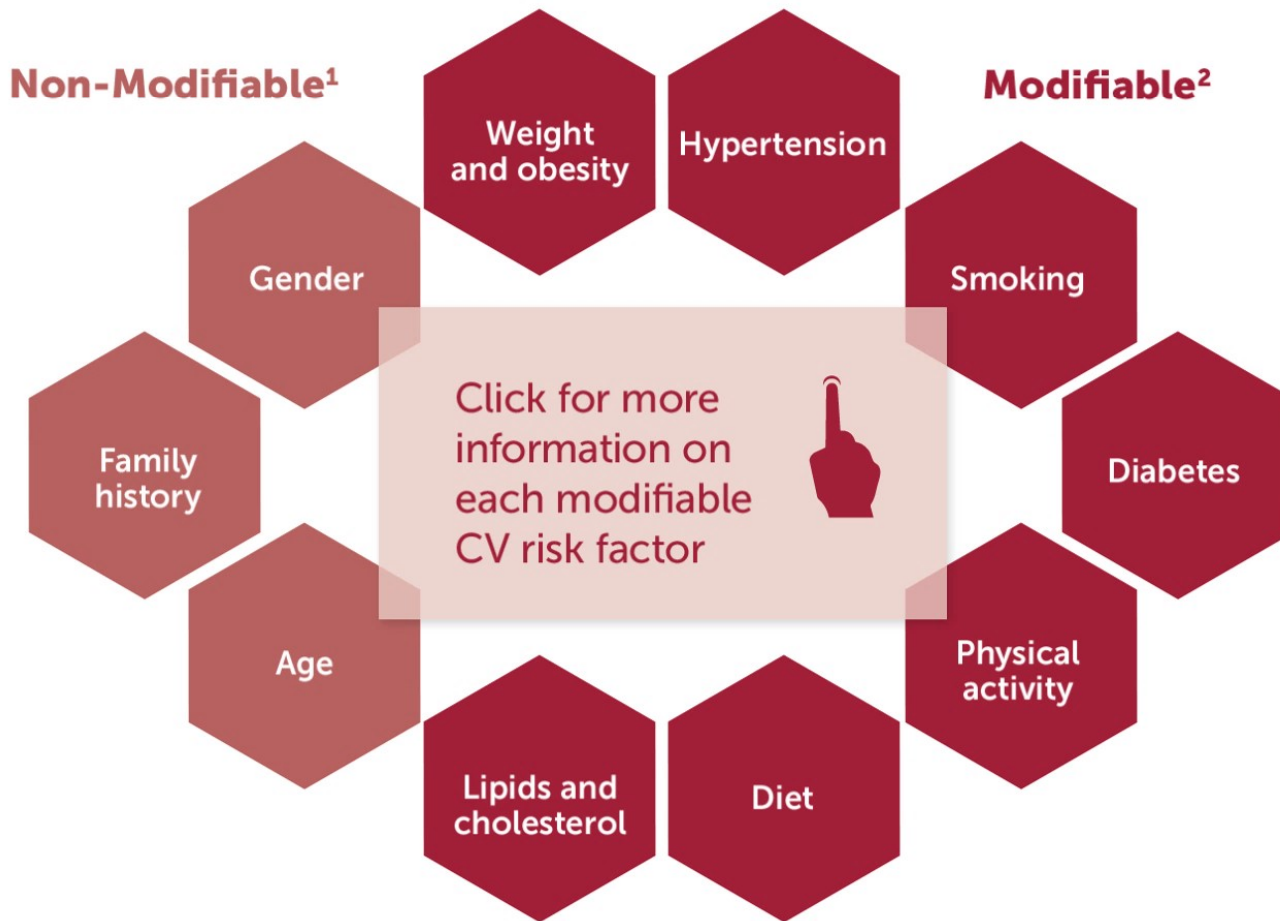 Non-Modifiable¹
Modifiable²
Weight
and obesity
Hypertension
Gender
Smoking
Family
history
Click for more
information on
each modifiable
CV risk factor
Diabetes
Age
Physical
activity
Lipids and
cholesterol
Diet